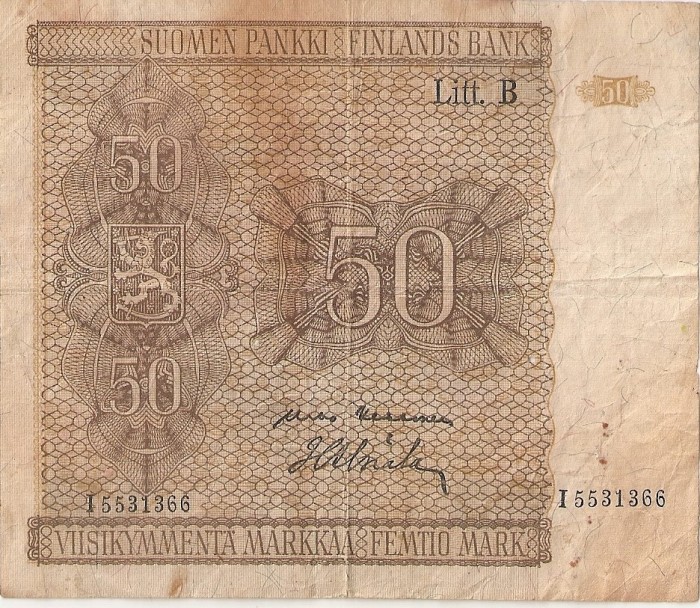 SUOMEN PANKKI FINLANDS BANK
Litt. B
50
50
50
50
I 5531366
I 5531366
VIISIKYMMENTÄ MARKKAA FEMTIO MARK